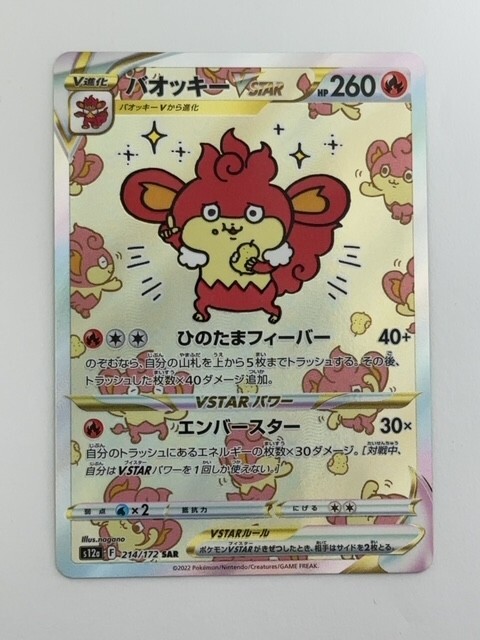 V進化
バオッキーVSTAR
HP260
バオッキーVから進化
ひのたまフィーバー 40+
のぞむなら、自分の山札を上から5枚までトラッシュする。その後、
トラッシュした枚数×40ダメージ追加。
VSTARパワー
エンバースター 30×
自分のトラッシュにあるエネルギーの枚数×30ダメージ。[対戦中、
自分はVSTARパワーを1回しか使えない。]
弱点 ×2 抵抗力 にげる
Illus.nagano
s12a F 214/172 SAR
VSTARルール
ポケモンVSTARがきぜつしたとき、相手はサイドを2枚とる。
©2022 Pokémon/Nintendo/Creatures/GAME FREAK.